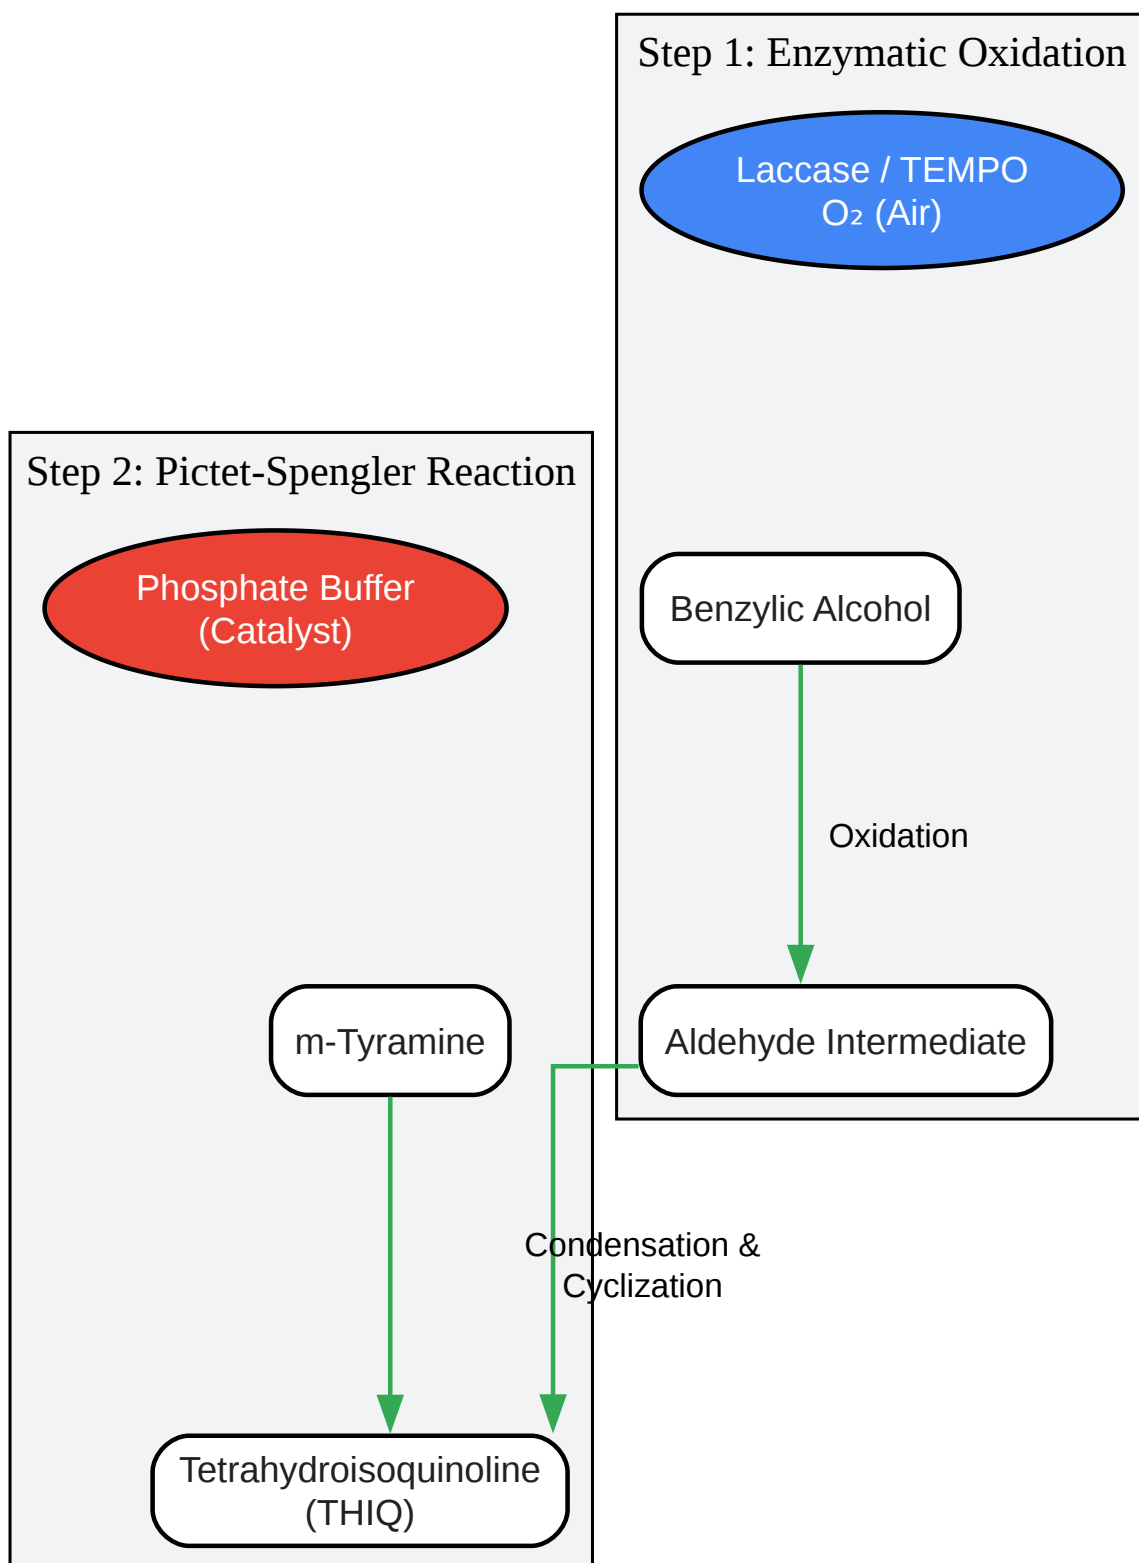 Step 1: Enzymatic Oxidation
Laccase / TEMPO
O₂ (Air)
Step 2: Pictet-Spengler Reaction
Phosphate Buffer
(Catalyst)
Benzylic Alcohol
Oxidation
m-Tyramine
Aldehyde Intermediate
Condensation &
Cyclization
Tetrahydroisoquinoline
(THIQ)